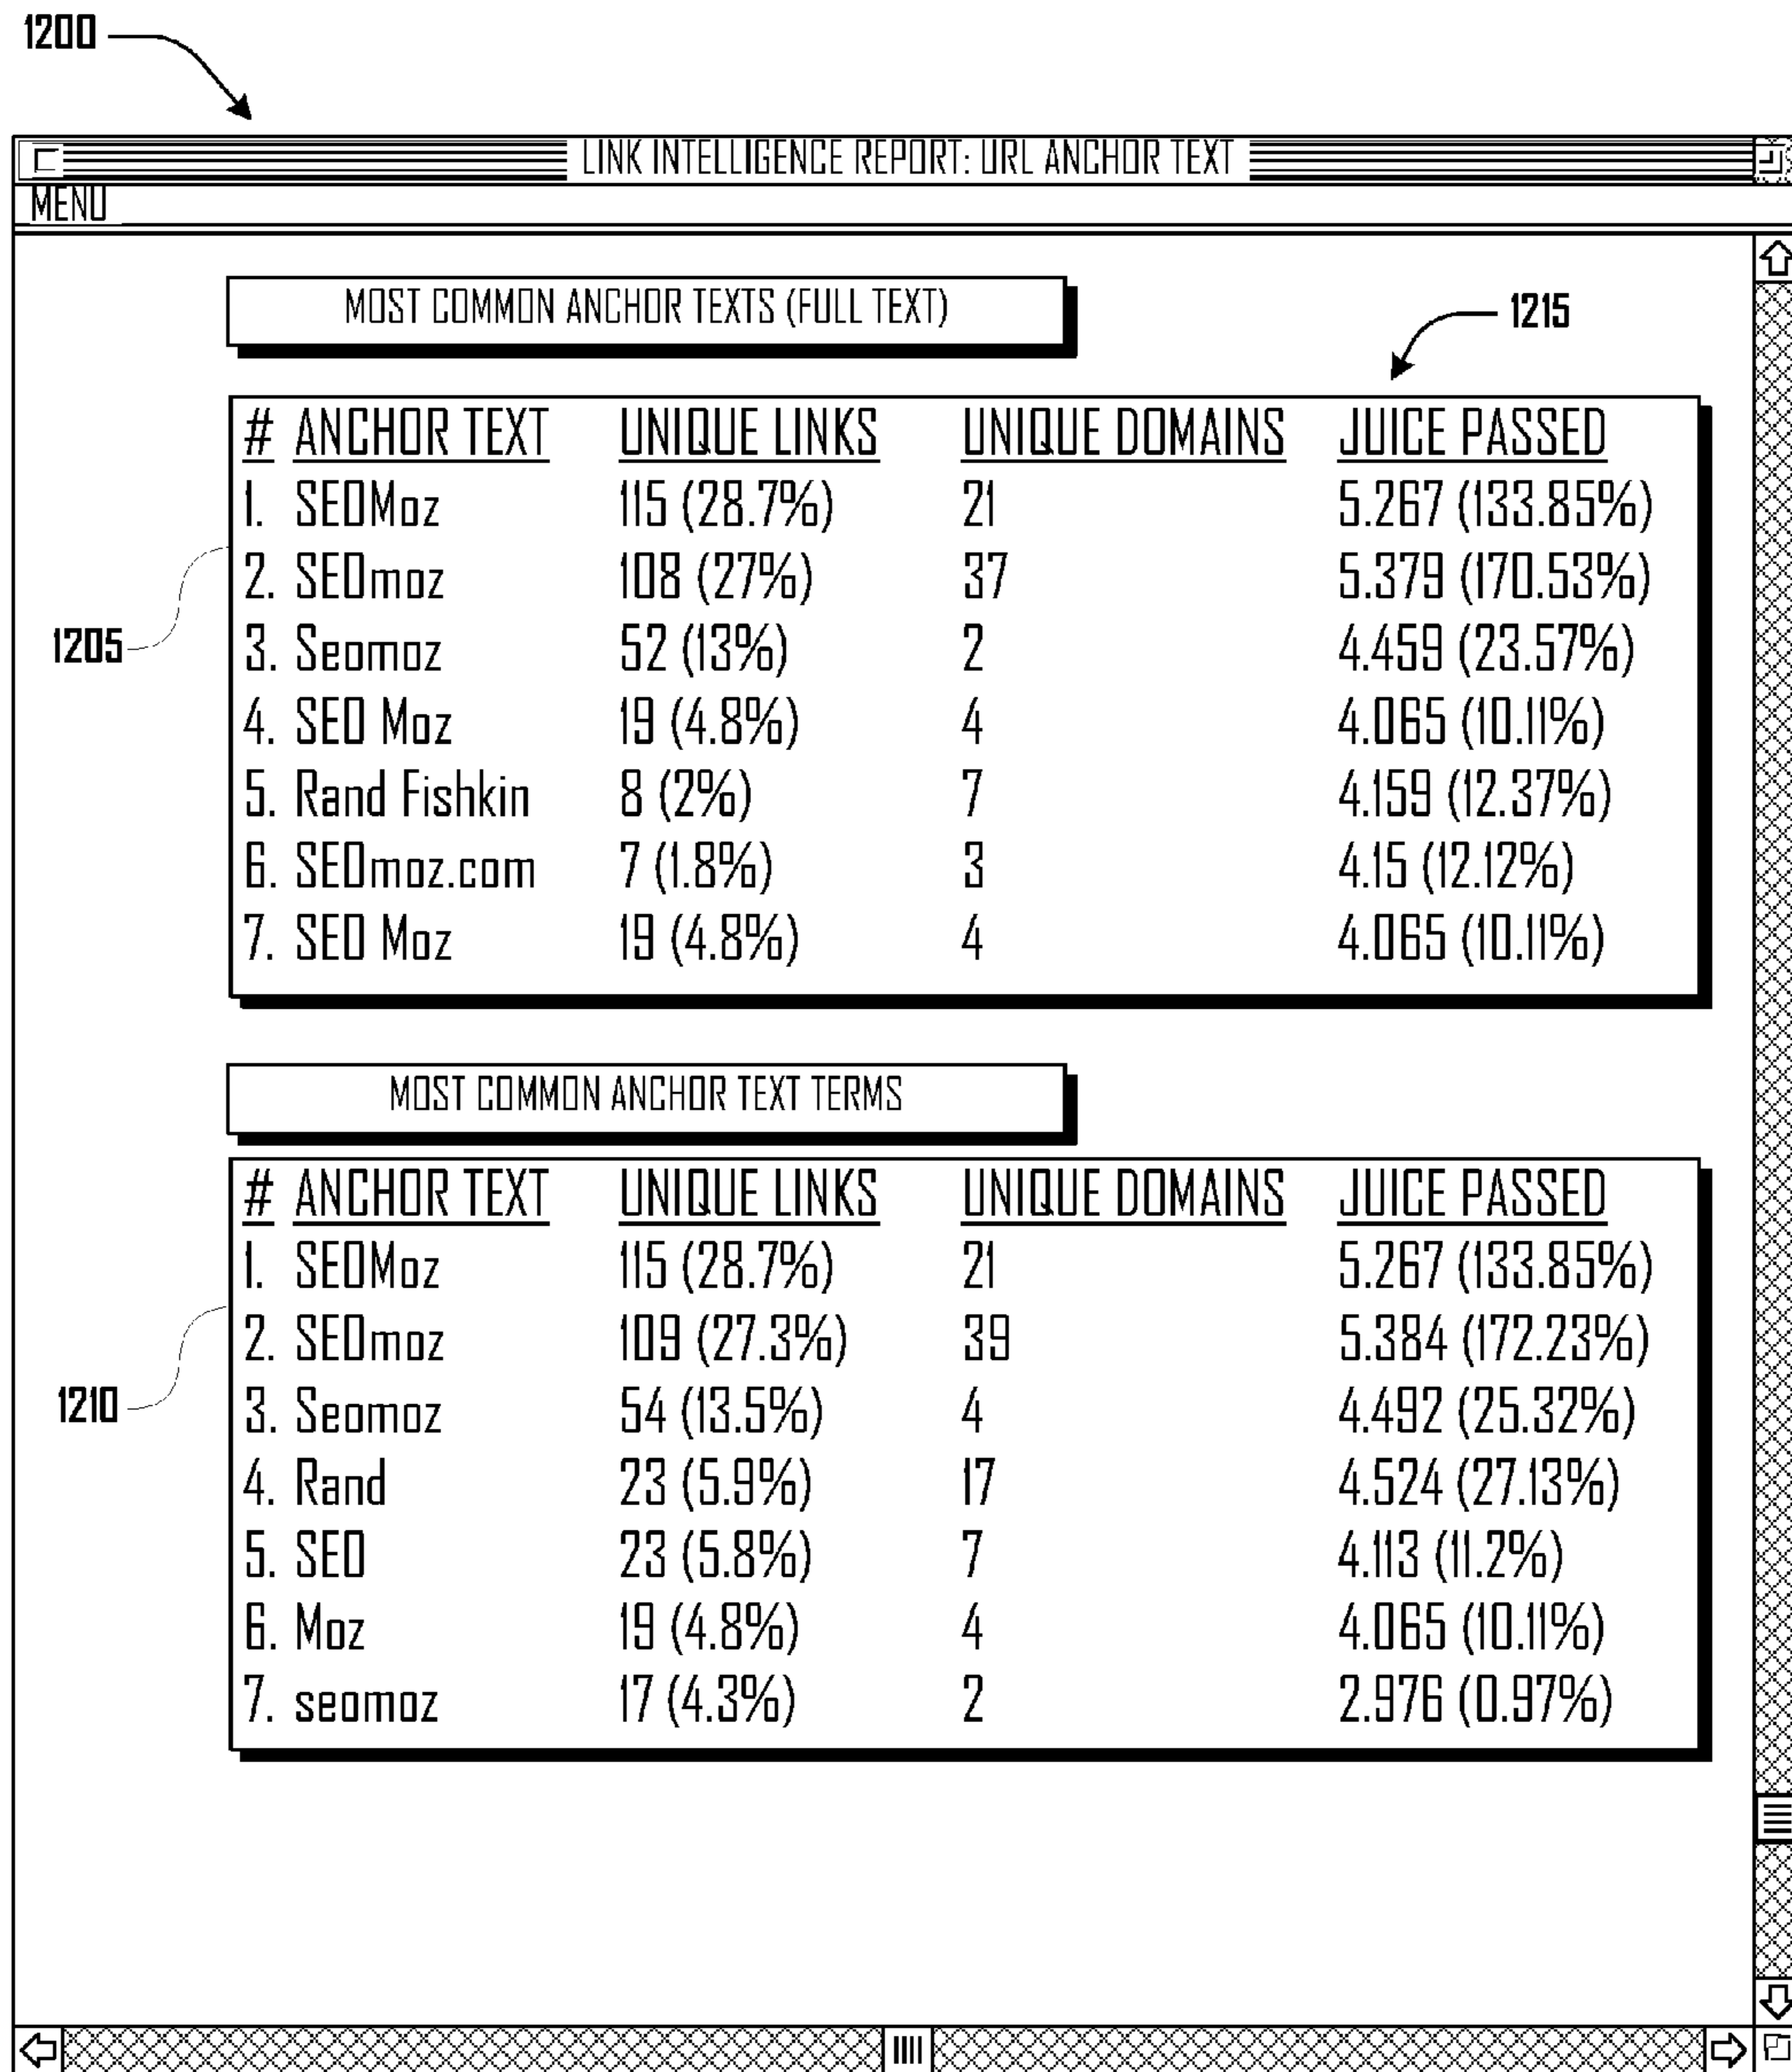 1200
LINK INTELLIGENCE REPORT: URL ANCHOR TEXT
MENU
MOST COMMON ANCHOR TEXTS (FULL TEXT)
1215
# ANCHOR TEXT UNIQUE LINKS UNIQUE DOMAINS JUICE PASSED
1. SEOMoz 115 (28.7%) 21 5.267 (133.85%)
2. SEOmoz 108 (27%) 37 5.379 (170.53%)
1205
3. Seomoz 52 (13%) 2 4.459 (23.57%)
4. SEO Moz 19 (4.8%) 4 4.065 (10.11%)
5. Rand Fishkin 8 (2%) 7 4.159 (12.37%)
6. SEOmoz.com 7 (1.8%) 3 4.15 (12.12%)
7. SEO Moz 19 (4.8%) 4 4.065 (10.11%)
MOST COMMON ANCHOR TEXT TERMS
# ANCHOR TEXT UNIQUE LINKS UNIQUE DOMAINS JUICE PASSED
1. SEOMoz 115 (28.7%) 21 5.267 (133.85%)
2. SEOmoz 109 (27.3%) 39 5.384 (172.23%)
1210
3. Seomoz 54 (13.5%) 4 4.492 (25.32%)
4. Rand 23 (5.9%) 17 4.524 (27.13%)
5. SEO 23 (5.8%) 7 4.113 (11.2%)
6. Moz 19 (4.8%) 4 4.065 (10.11%)
7. seomoz 17 (4.3%) 2 2.976 (0.97%)